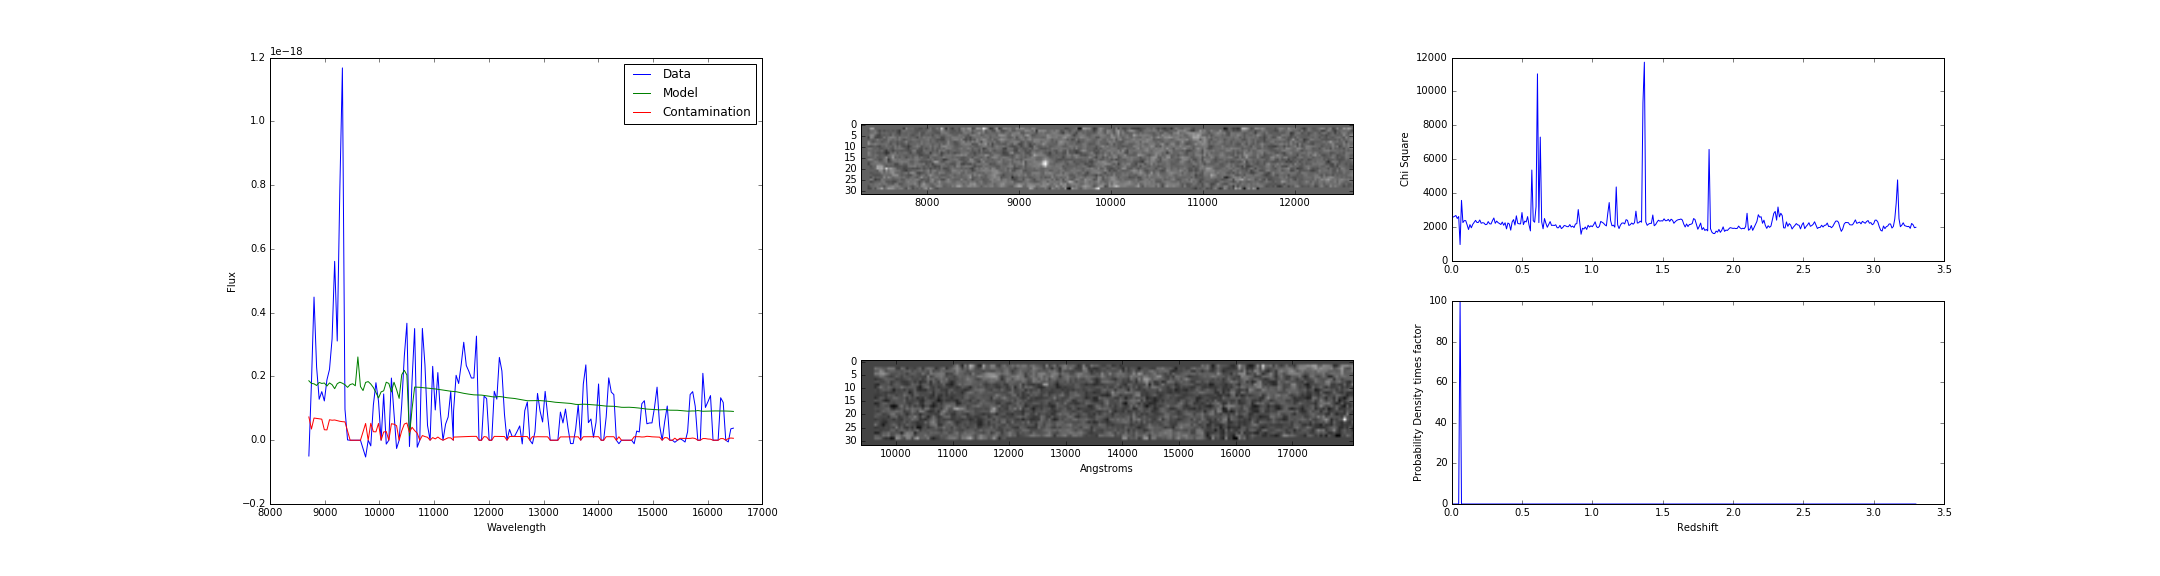 1e−18
1.2
1.0
0.8
0.6
0.4
0.2
0.0
−0.2
Flux
8000 9000 10000 11000 12000 13000 14000 15000 16000 17000
Wavelength
Data
Model
Contamination
0
5
10
15
20
25
30
8000 9000 10000 11000 12000
0
5
10
15
20
25
30
10000 11000 12000 13000 14000 15000 16000 17000
Angstroms
12000
10000
8000
6000
4000
2000
0
Chi Square
0.0 0.5 1.0 1.5 2.0 2.5 3.0 3.5
100
80
60
40
20
0
Probability Density times factor
0.0 0.5 1.0 1.5 2.0 2.5 3.0 3.5
Redshift